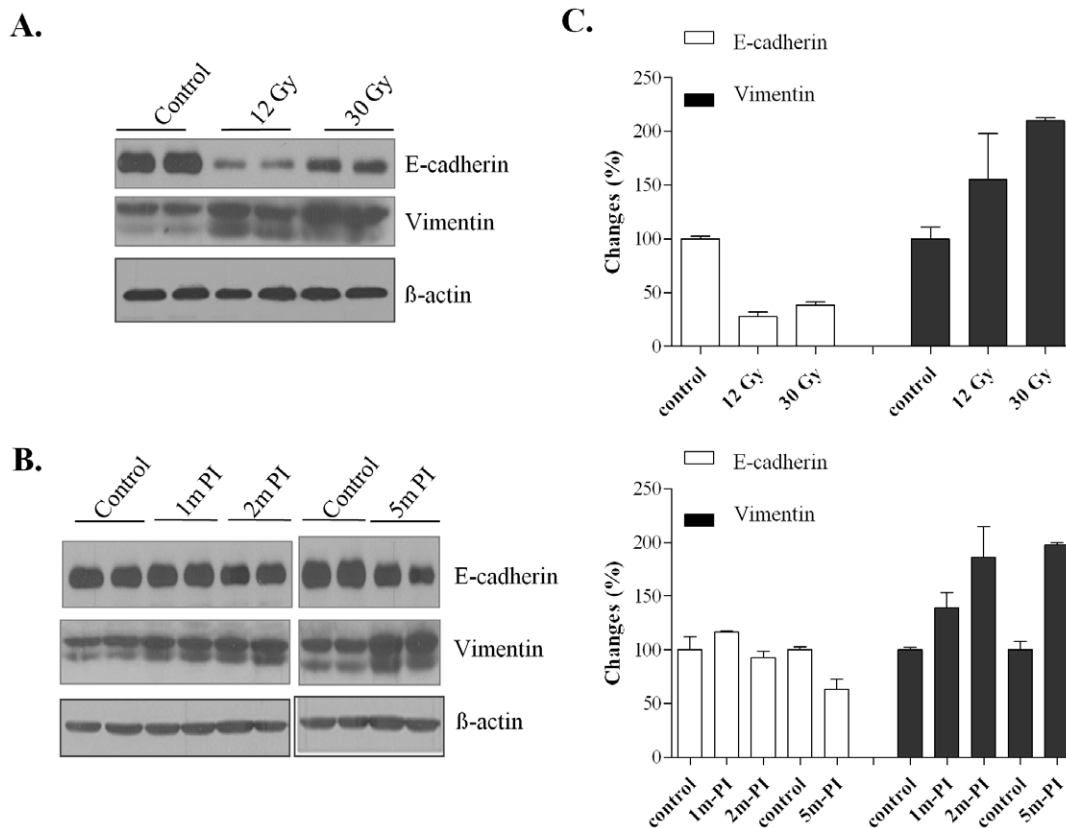 A.
Control
12 Gy
30 Gy
E-cadherin
Vimentin
ß-actin
B.
Control
1m PI
2m PI
Control
5m PI
E-cadherin
Vimentin
ß-actin
C.
E-cadherin
Vimentin
Changes (%)
250
200
150
100
50
0
control
12 Gy
30 Gy
control
12 Gy
30 Gy
E-cadherin
Vimentin
Changes (%)
250
200
150
100
50
0
control
1m-PI
2m-PI
control
5m-PI
control
1m-PI
2m-PI
control
5m-PI